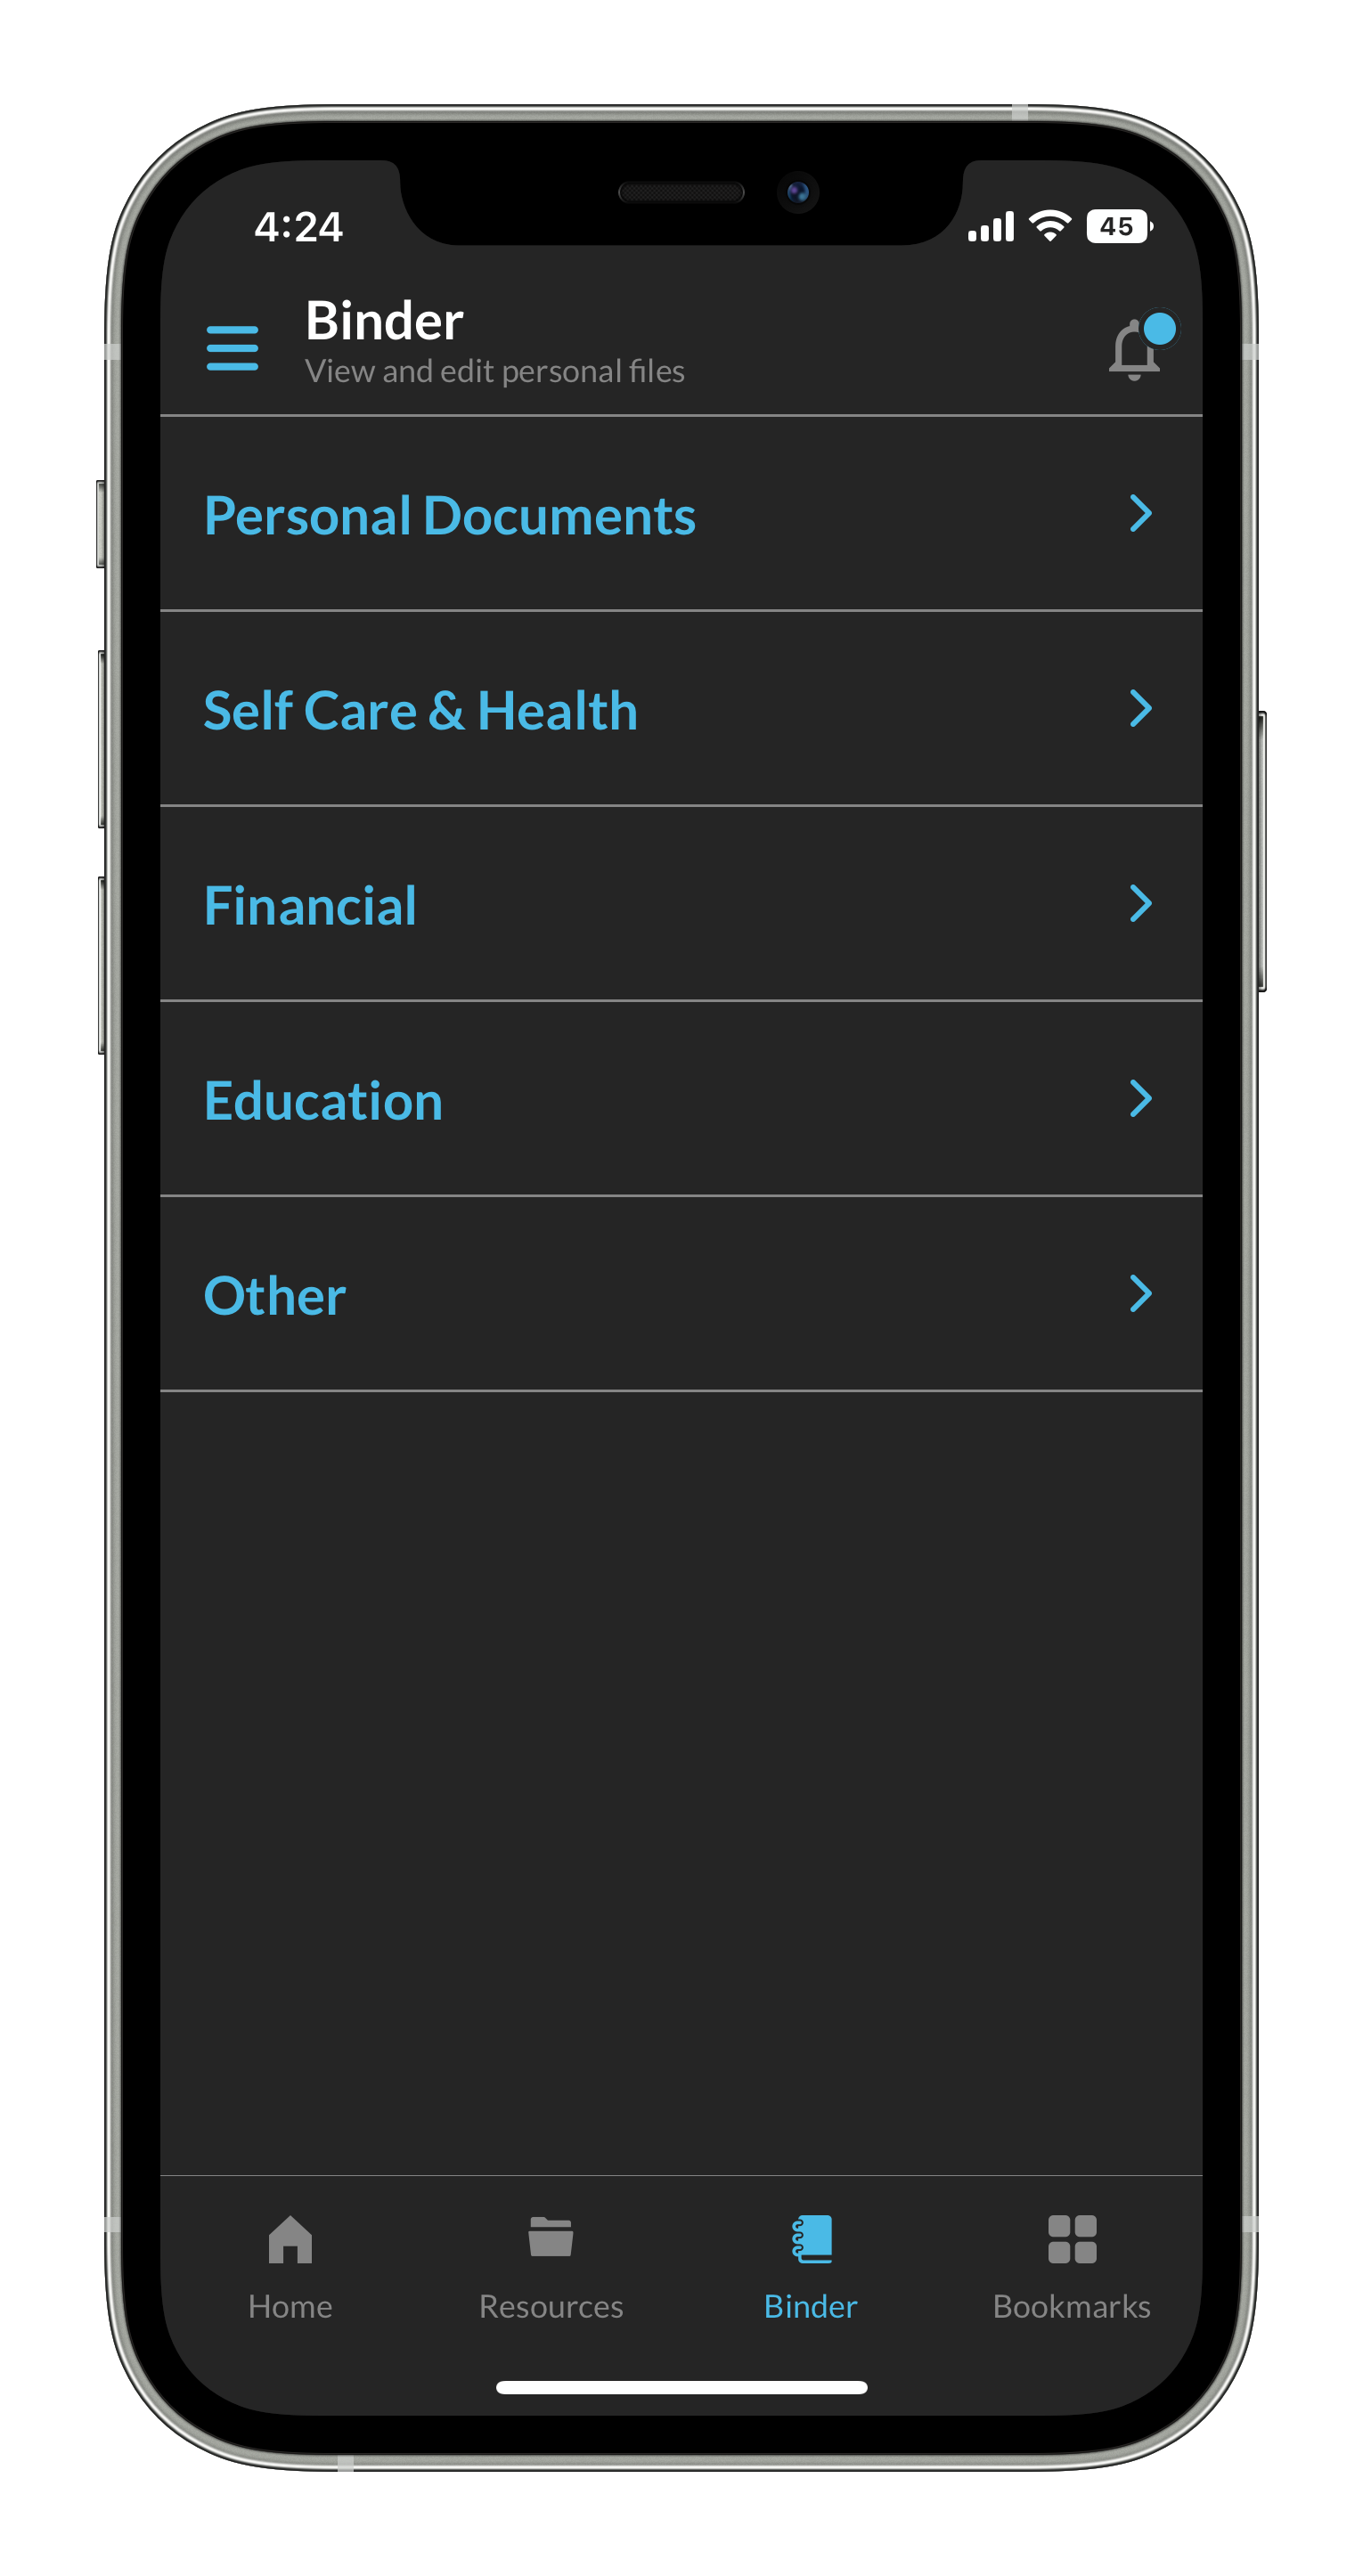 4:24
45
Binder
View and edit personal files
Personal Documents
Self Care & Health
Financial
Education
Other
Home
Resources
Binder
Bookmarks